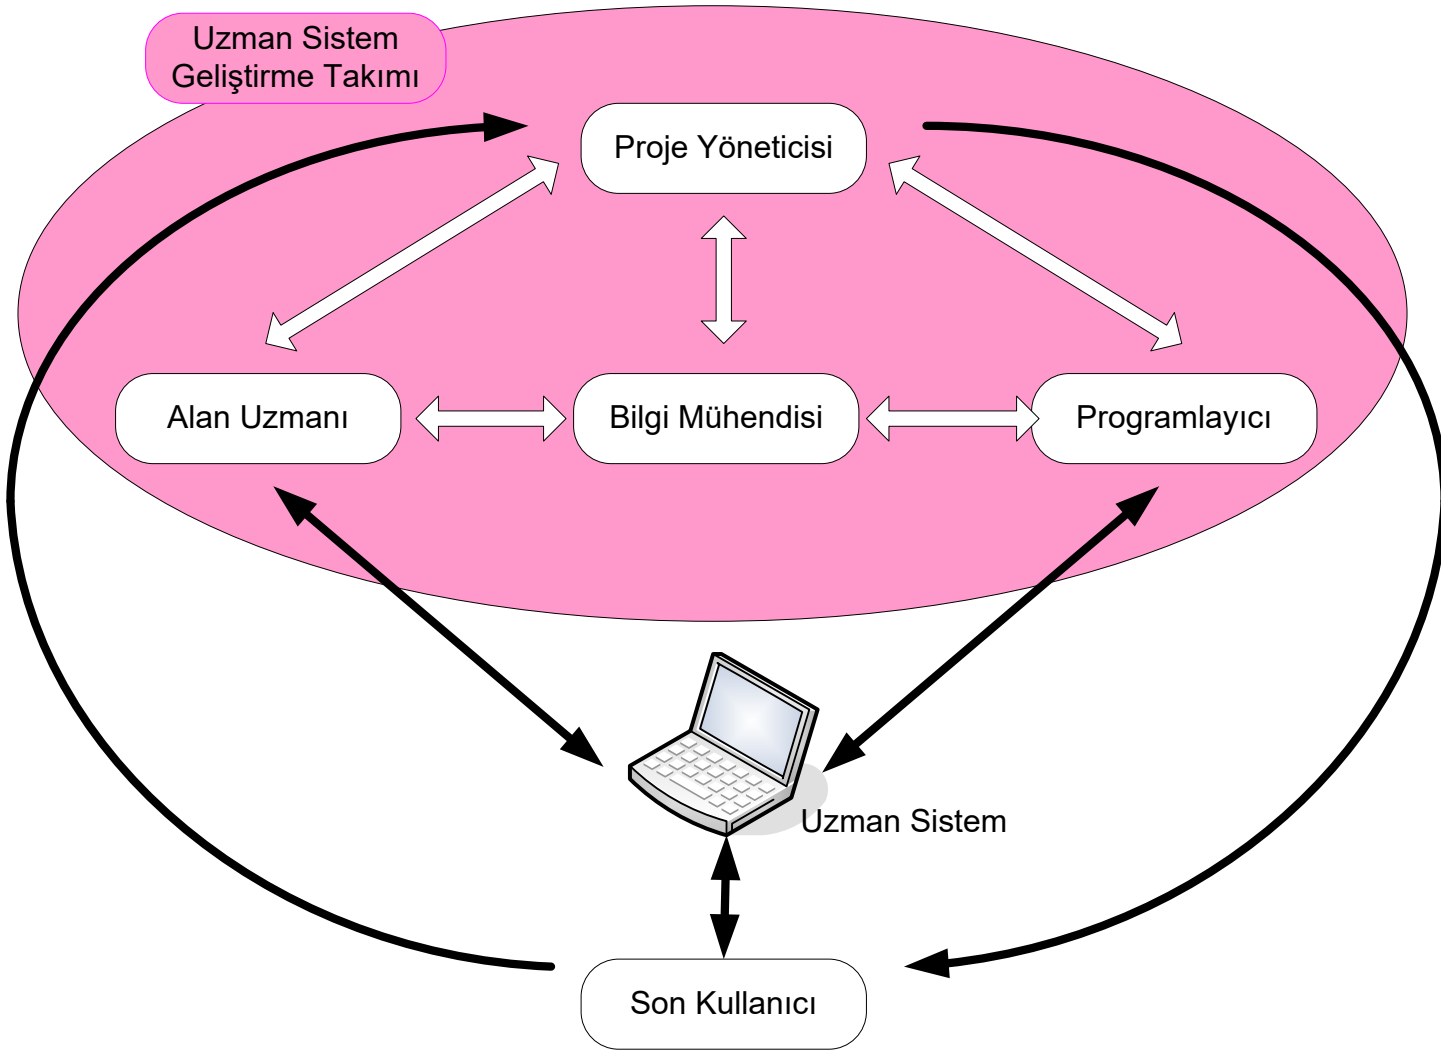 Uzman Sistem
Geliştirme Takımı
Proje Yöneticisi
Alan Uzmanı
Bilgi Mühendisi
Programlayıcı
Uzman Sistem
Son Kullanıcı